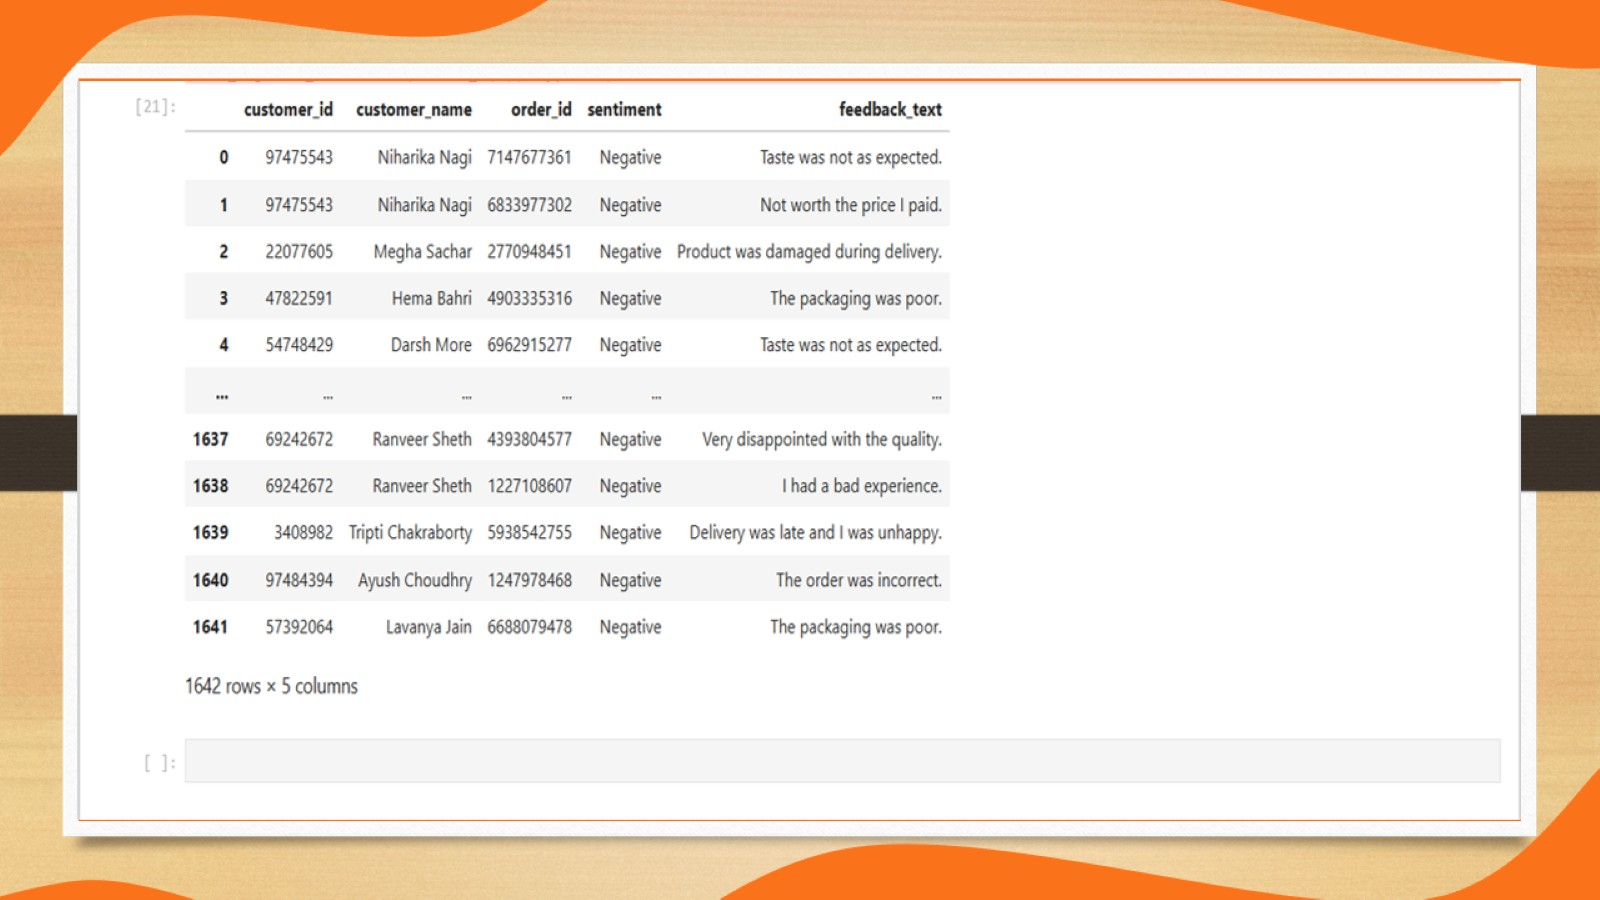 [21]:
customer_id customer_name order_id sentiment feedback_text
0 97475543 Niharika Nagi 7147677361 Negative Taste was not as expected.
1 97475543 Niharika Nagi 6833977302 Negative Not worth the price I paid.
2 22077605 Megha Sachar 2770948451 Negative Product was damaged during delivery.
3 47822591 Hema Bahri 4903335316 Negative The packaging was poor.
4 54748429 Darsh More 6962915277 Negative Taste was not as expected.
... ... ... ... ... ...
1637 69242672 Ranveer Sheth 4393804577 Negative Very disappointed with the quality.
1638 69242672 Ranveer Sheth 1227108607 Negative I had a bad experience.
1639 3408982 Tripti Chakraborty 5938542755 Negative Delivery was late and I was unhappy.
1640 97484394 Ayush Choudhry 1247978468 Negative The order was incorrect.
1641 57392064 Lavanya Jain 6688079478 Negative The packaging was poor.
1642 rows × 5 columns
[ ]: